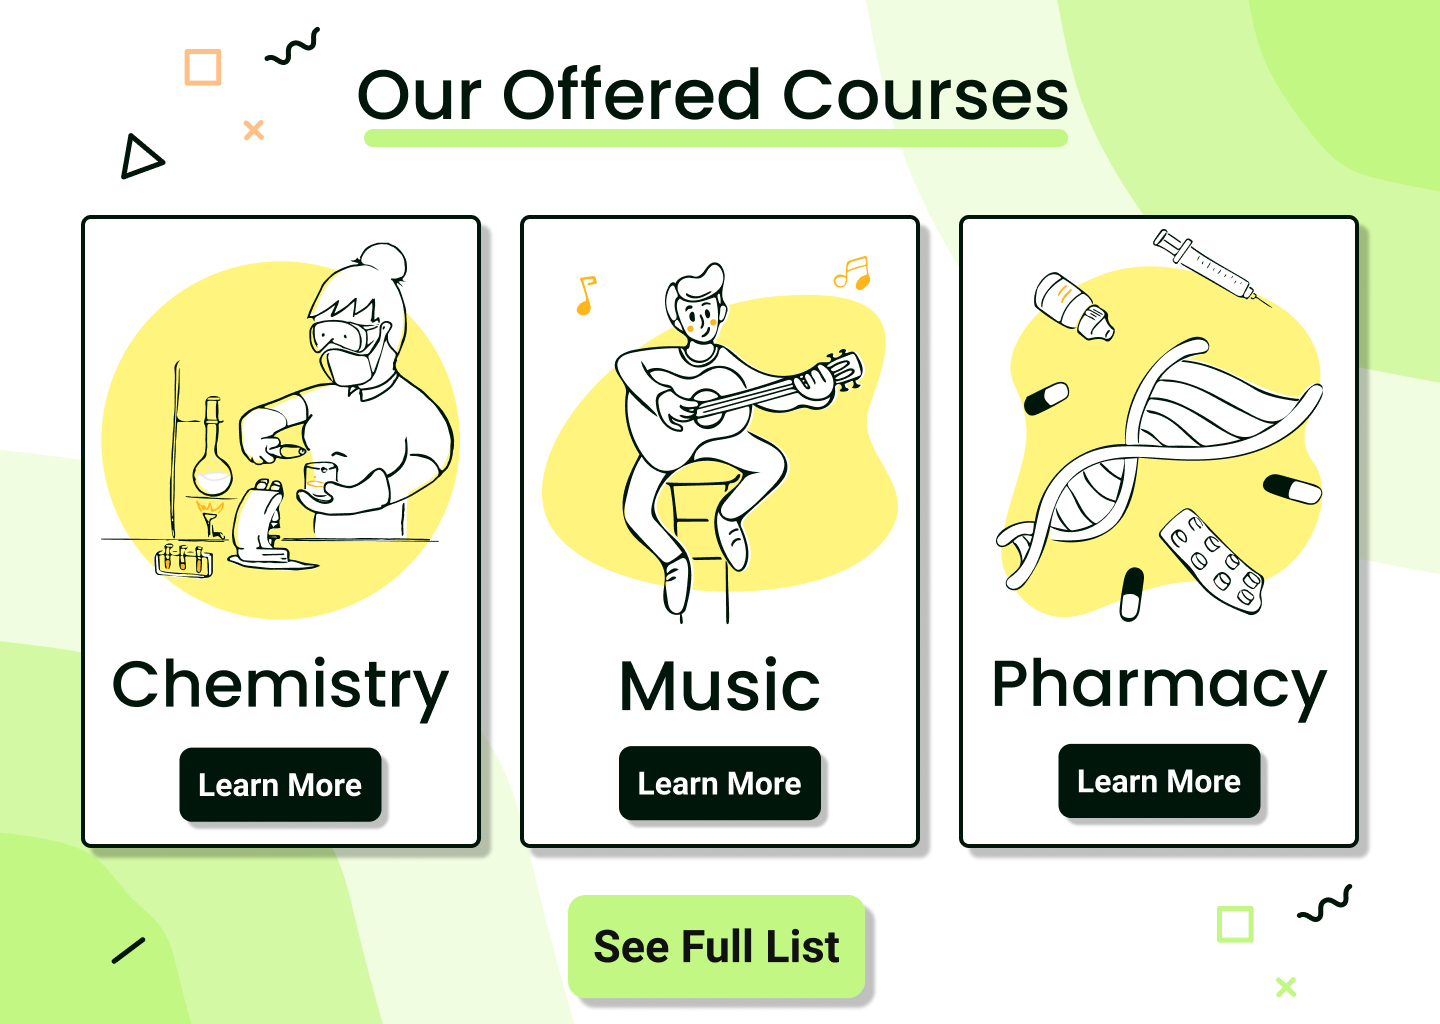 Our Offered Courses
Chemistry
Learn More
Music
Learn More
Pharmacy
Learn More
See Full List